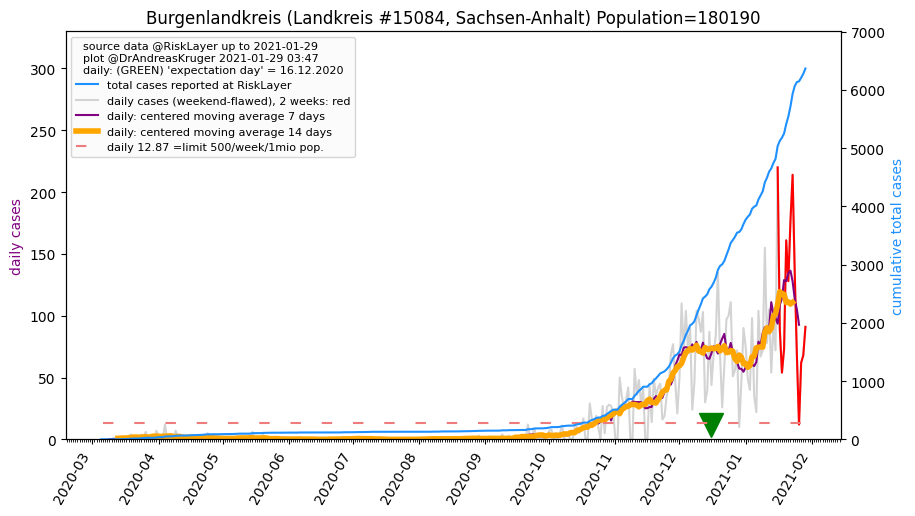 Burgenlandkreis (Landkreis #15084, Sachsen-Anhalt) Population=180190
source data @RiskLayer up to 2021-01-29
plot @DrAndreasKruger 2021-01-29 03:47
daily: (GREEN) 'expectation day' = 16.12.2020
total cases reported at RiskLayer
daily cases (weekend-flawed), 2 weeks: red
daily: centered moving average 7 days
daily: centered moving average 14 days
daily 12.87 =limit 500/week/1mio pop.
daily cases
0
50
100
150
200
250
300
cumulative total cases
0
1000
2000
3000
4000
5000
6000
7000
2020-03
2020-04
2020-05
2020-06
2020-07
2020-08
2020-09
2020-10
2020-11
2020-12
2021-01
2021-02